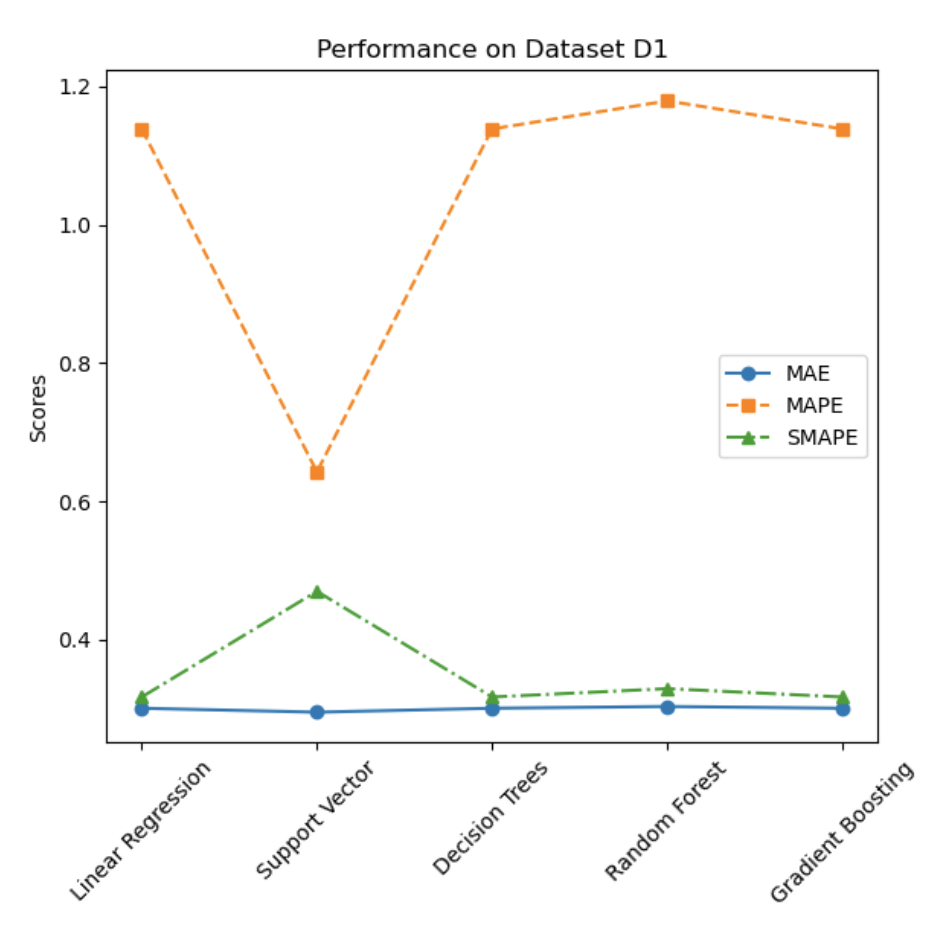 Performance on Dataset D1
1.2
1.0
0.8
0.6
0.4
Scores
MAE
MAPE
SMAPE
Linear Regression
Support Vector
Decision Trees
Random Forest
Gradient Boosting